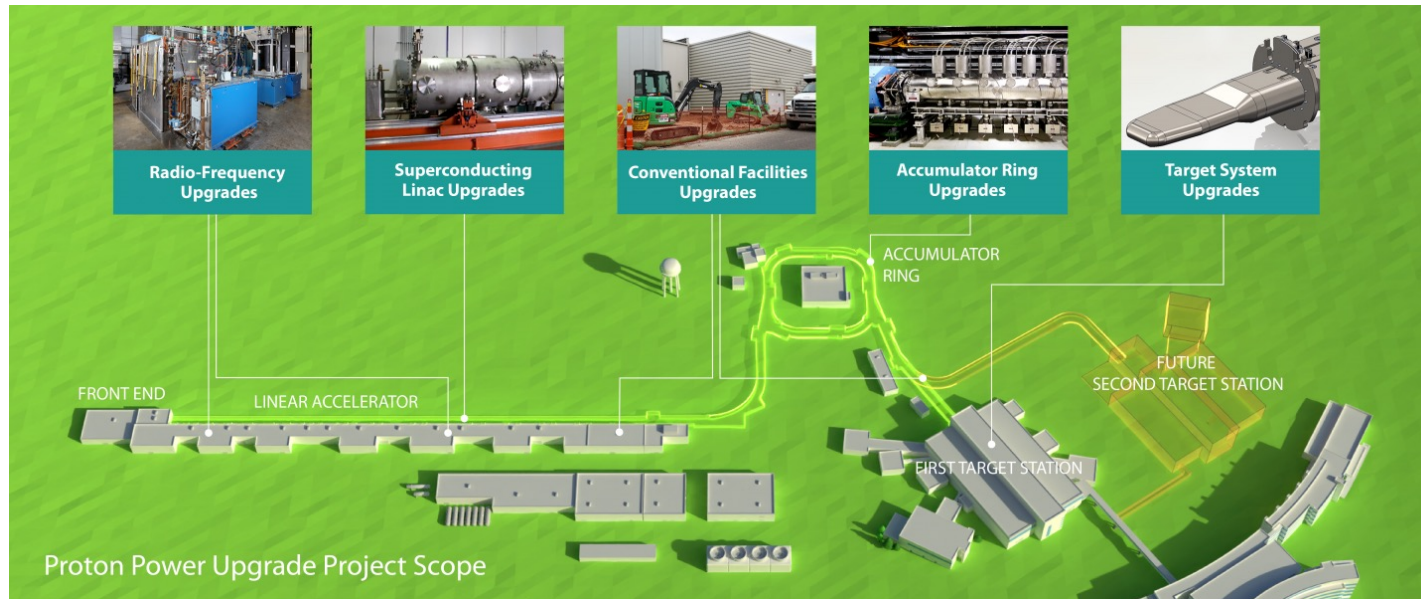 Radio-Frequency
Upgrades
Superconducting
Linac Upgrades
Conventional Facilities
Upgrades
Accumulator Ring
Upgrades
Target System
Upgrades
ACCUMULATOR
RING
FUTURE
SECOND TARGET STATION
FRONT END
LINEAR ACCELERATOR
FIRST TARGET STATION
Proton Power Upgrade Project Scope